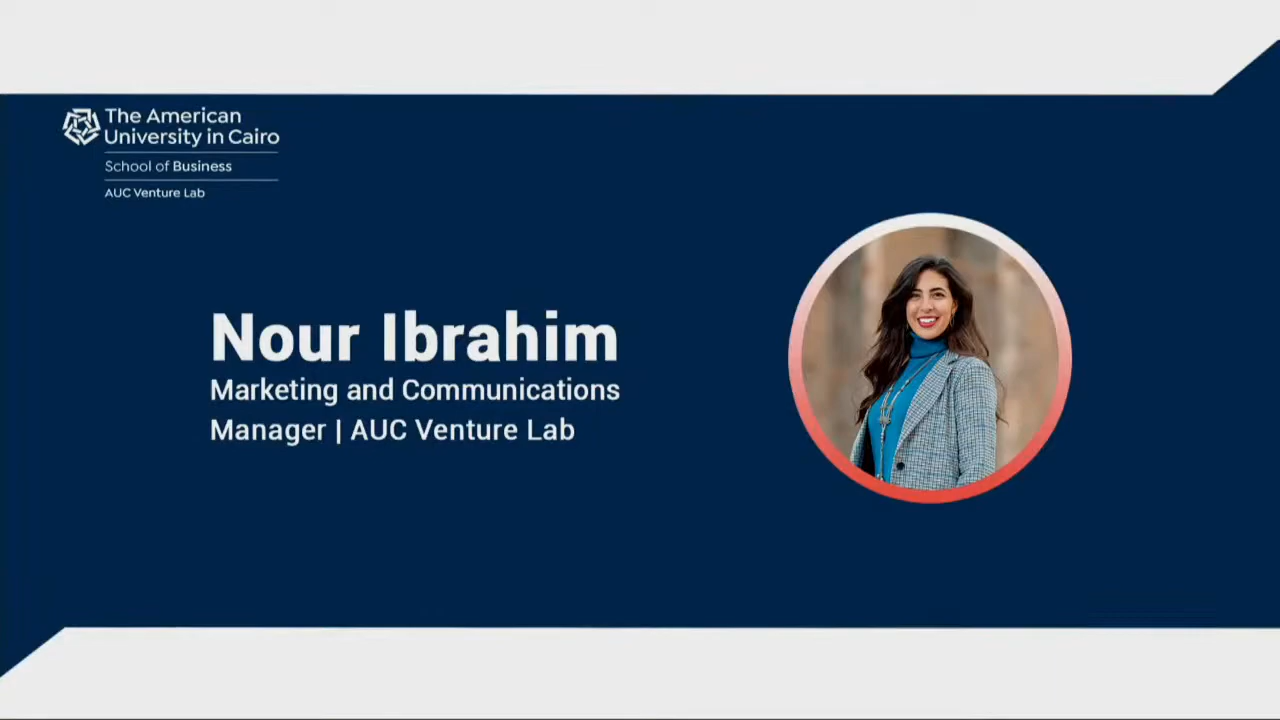 The American
University in Cairo
School of Business
AUC Venture Lab
Nour Ibrahim
Marketing and Communications
Manager | AUC Venture Lab